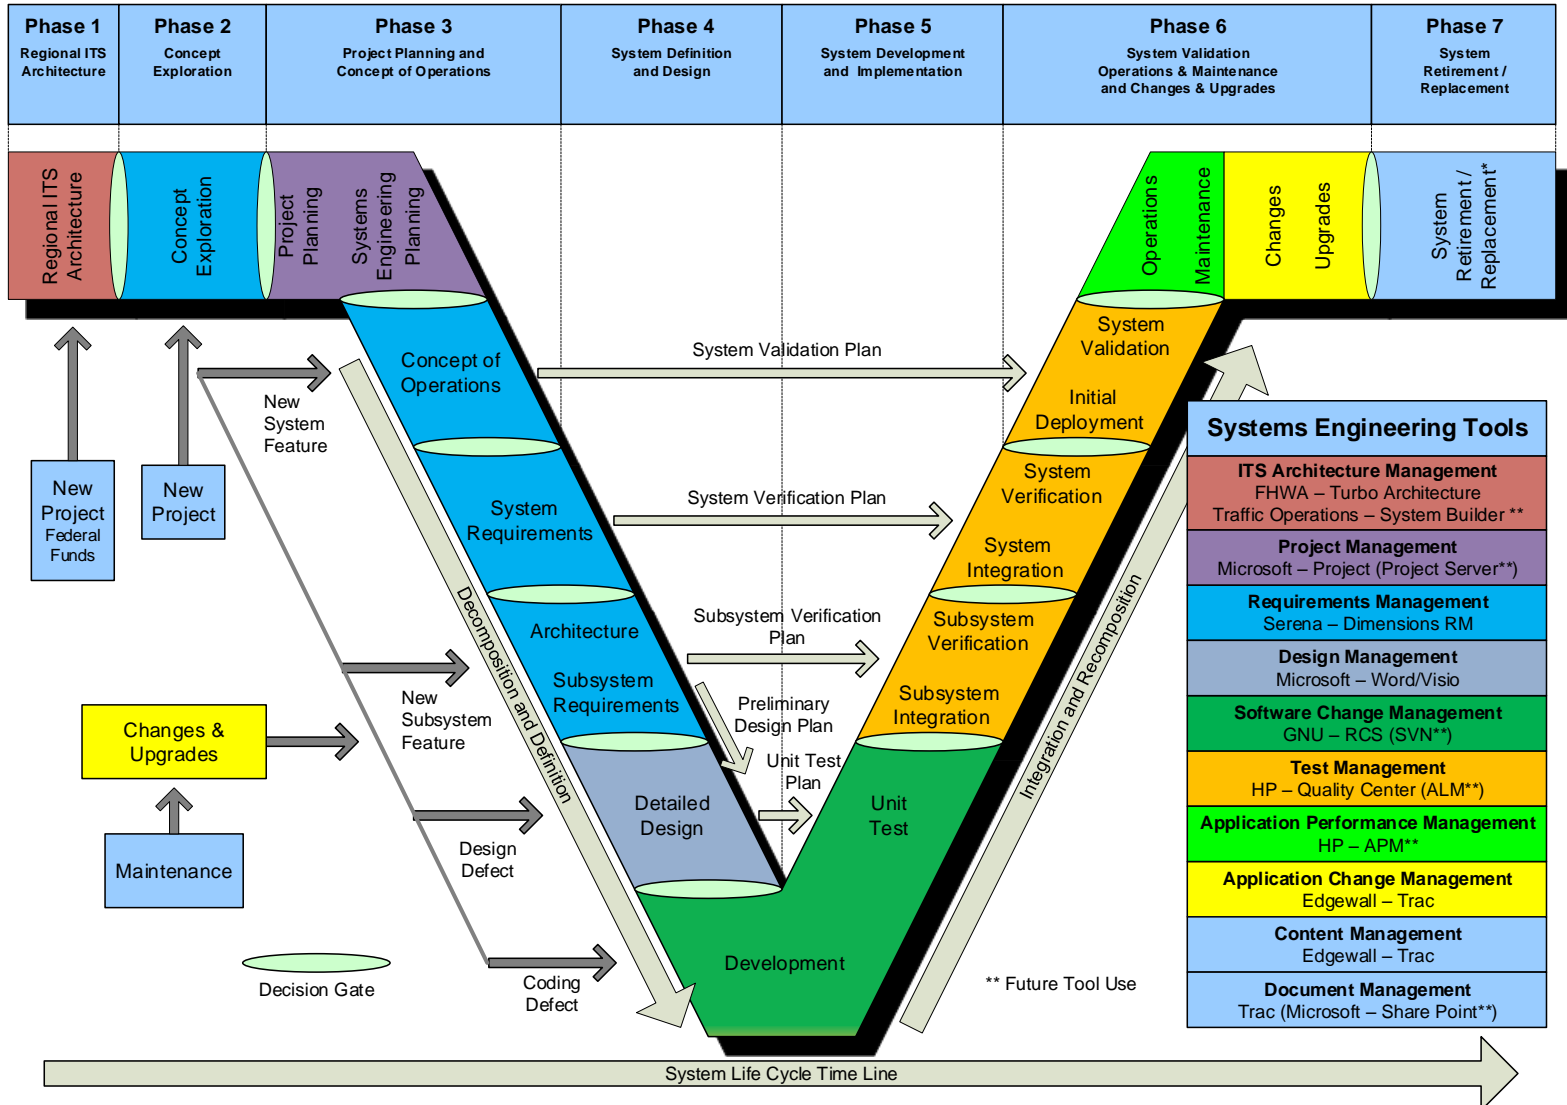 Phase 1
Regional ITS
Architecture
Phase 2
Concept
Exploration
Phase 3
Project Planning and
Concept of Operations
Phase 4
System Definition
and Design
Phase 5
System Development
and Implementation
Phase 6
System Validation
Operations & Maintenance
and Changes & Upgrades
Phase 7
System
Retirement /
Replacement
Regional ITS
Architecture
Concept
Exploration
Project
Planning
Systems
Engineering
Planning
Operations
Maintenance
Changes
Upgrades
System
Retirement /
Replacement*
Concept of
Operations
System
Requirements
Architecture
Subsystem
Requirements
Detailed
Design
Development
Unit
Test
Subsystem
Integration
Subsystem
Verification
System
Integration
System
Verification
Initial
Deployment
System
Validation
System Validation Plan
System Verification Plan
Subsystem Verification
Plan
Preliminary
Design Plan
Unit Test
Plan
Decomposition and Definition
Integration and Recomposition
New
Project
Federal
Funds
New
Project
New
System
Feature
New
Subsystem
Feature
Design
Defect
Coding
Defect
Changes &
Upgrades
Maintenance
Decision Gate
** Future Tool Use
Systems Engineering Tools
ITS Architecture Management
FHWA – Turbo Architecture
Traffic Operations – System Builder **
Project Management
Microsoft – Project (Project Server**)
Requirements Management
Serena – Dimensions RM
Design Management
Microsoft – Word/Visio
Software Change Management
GNU – RCS (SVN**)
Test Management
HP – Quality Center (ALM**)
Application Performance Management
HP – APM**
Application Change Management
Edgewall – Trac
Content Management
Edgewall – Trac
Document Management
Trac (Microsoft – Share Point**)
System Life Cycle Time Line